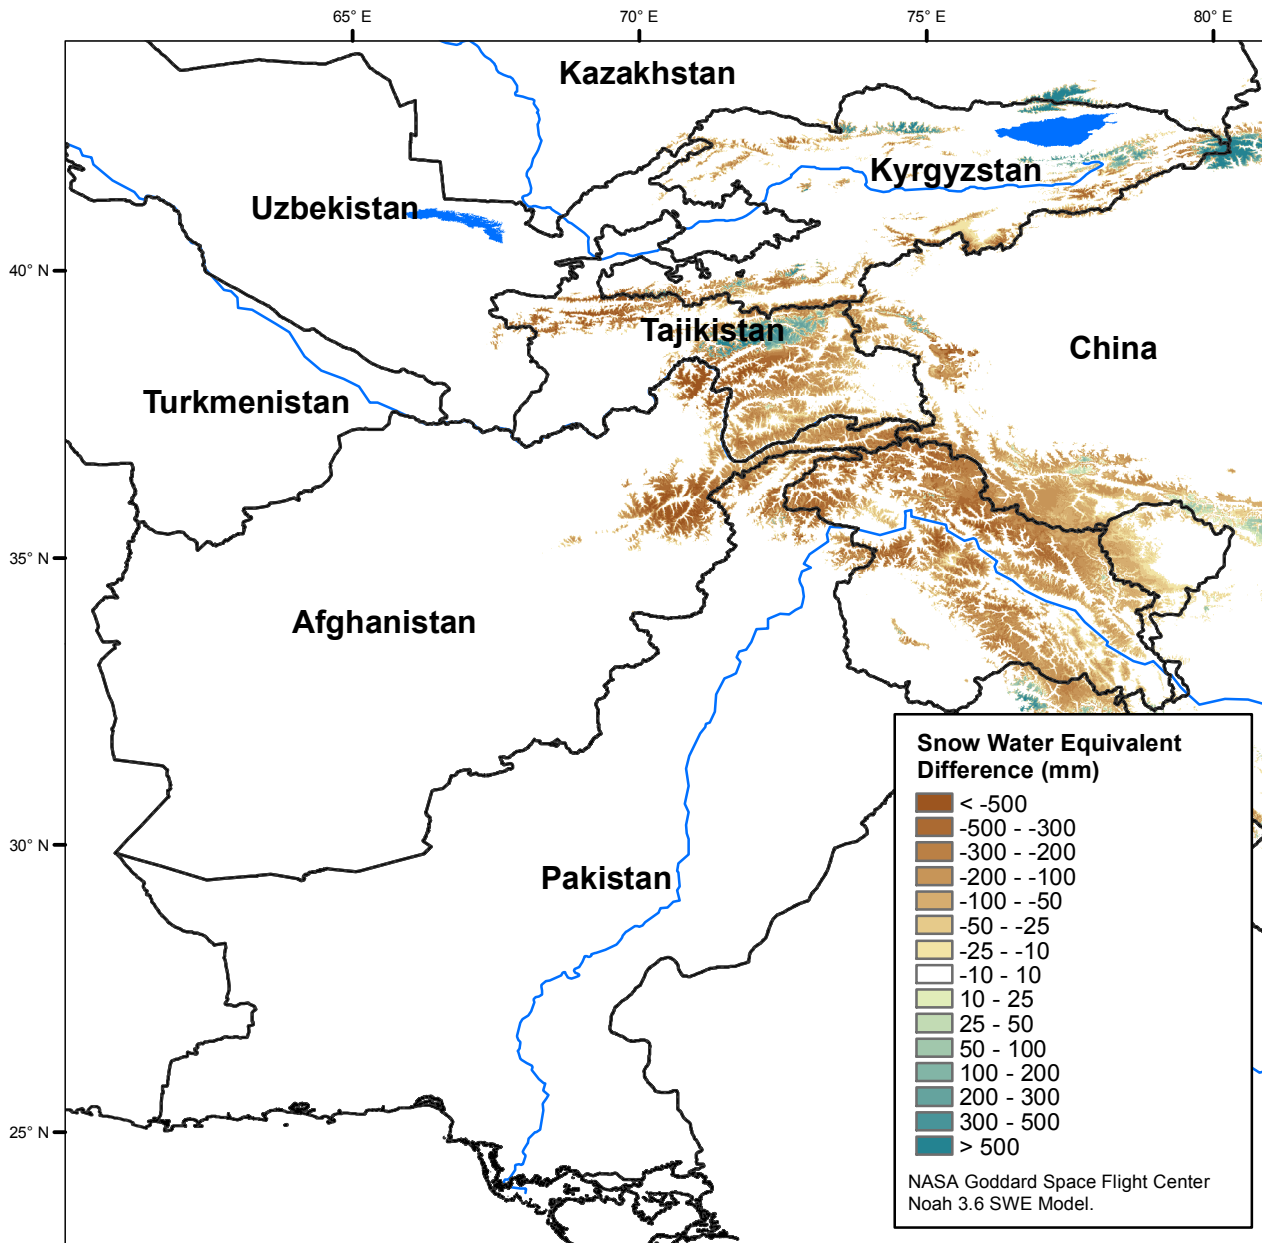 65° E
70° E
75° E
80° E
Kazakhstan
Kyrgyzstan
Uzbekistan
40° N
Tajikistan
China
Turkmenistan
35° N
Afghanistan
30° N
Pakistan
25° N
Snow Water Equivalent
Difference (mm)
< -500
-500 - -300
-300 - -200
-200 - -100
-100 - -50
-50 - -25
-25 - -10
-10 - 10
10 - 25
25 - 50
50 - 100
100 - 200
200 - 300
300 - 500
> 500
NASA Goddard Space Flight Center
Noah 3.6 SWE Model.